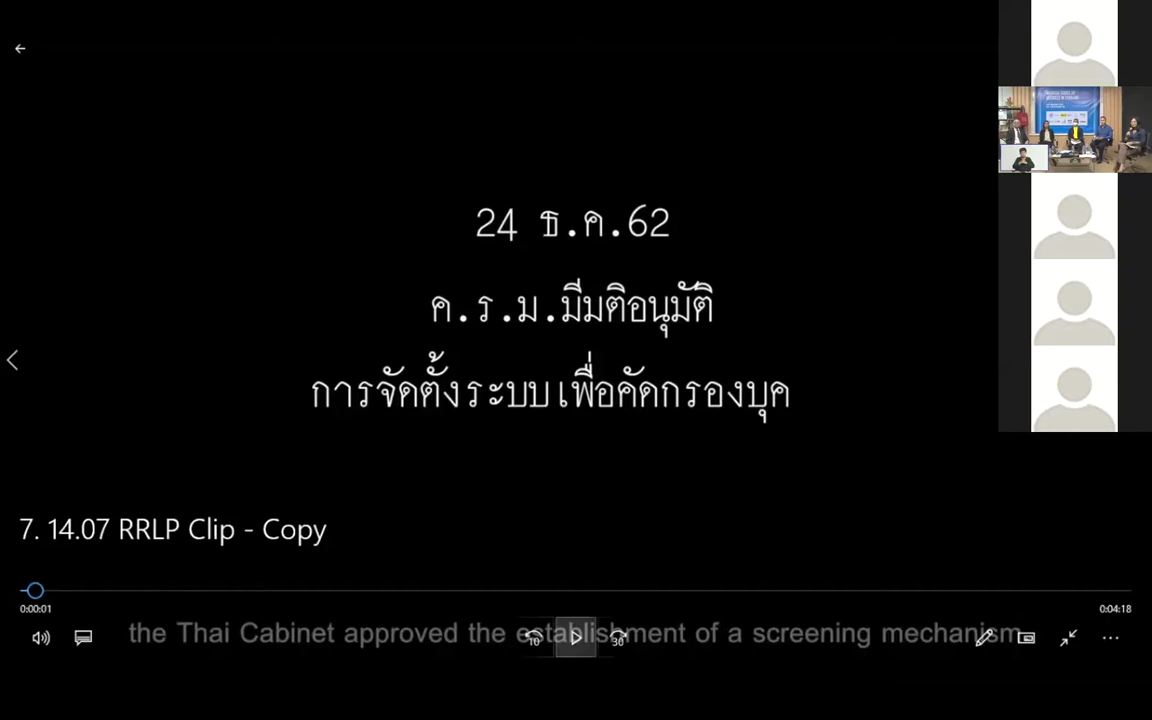 24 ธ.ค.62
ค.ร.ม.มีมติอนุมัติ
การจัดตั้งระบบเพื่อคัดกรองบุค
7. 14.07 RRLP Clip - Copy
0:00:01
0:04:18
the Thai Cabinet approved the establishment of a screening mechanism
10
30